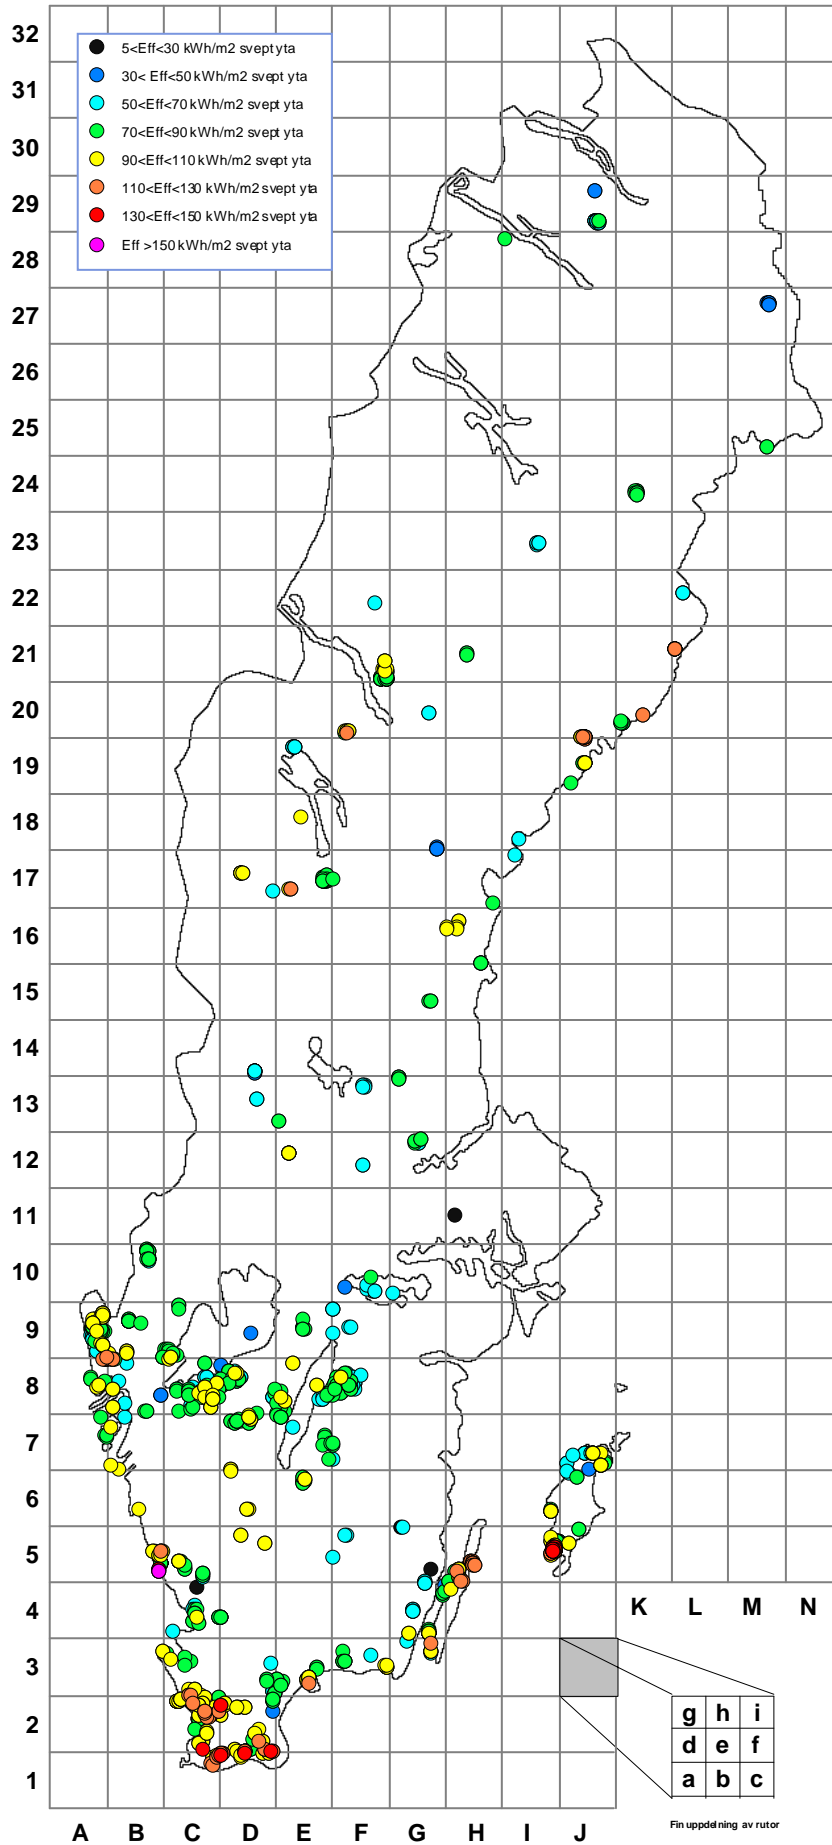 32
31
30
29
28
27
26
25
24
23
22
21
20
19
18
17
16
15
14
13
12
11
10
9
8
7
6
5
4
3
2
1
5<Eff<30 kWh/m2 svept yta
30< Eff<50 kWh/m2 svept yta
50<Eff<70 kWh/m2 svept yta
70<Eff<90 kWh/m2 svept yta
90<Eff<110 kWh/m2 svept yta
110<Eff<130 kWh/m2 svept yta
130<Eff<150 kWh/m2 svept yta
Eff >150 kWh/m2 svept yta
K L M N
g h i
d e f
a b c
Fin uppdelning av rutor
A B C D E F G H I J